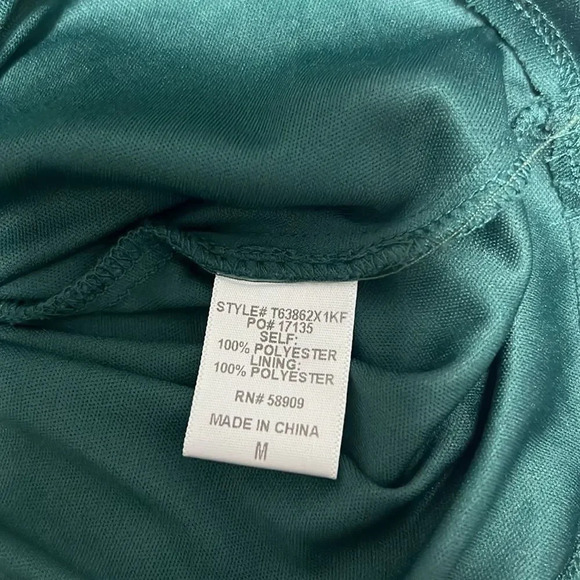 STYLE# T63862X1KF
PO# 17135
SELF:
100% POLYESTER
LINING:
100% POLYESTER
RN# 58909
MADE IN CHINA
M